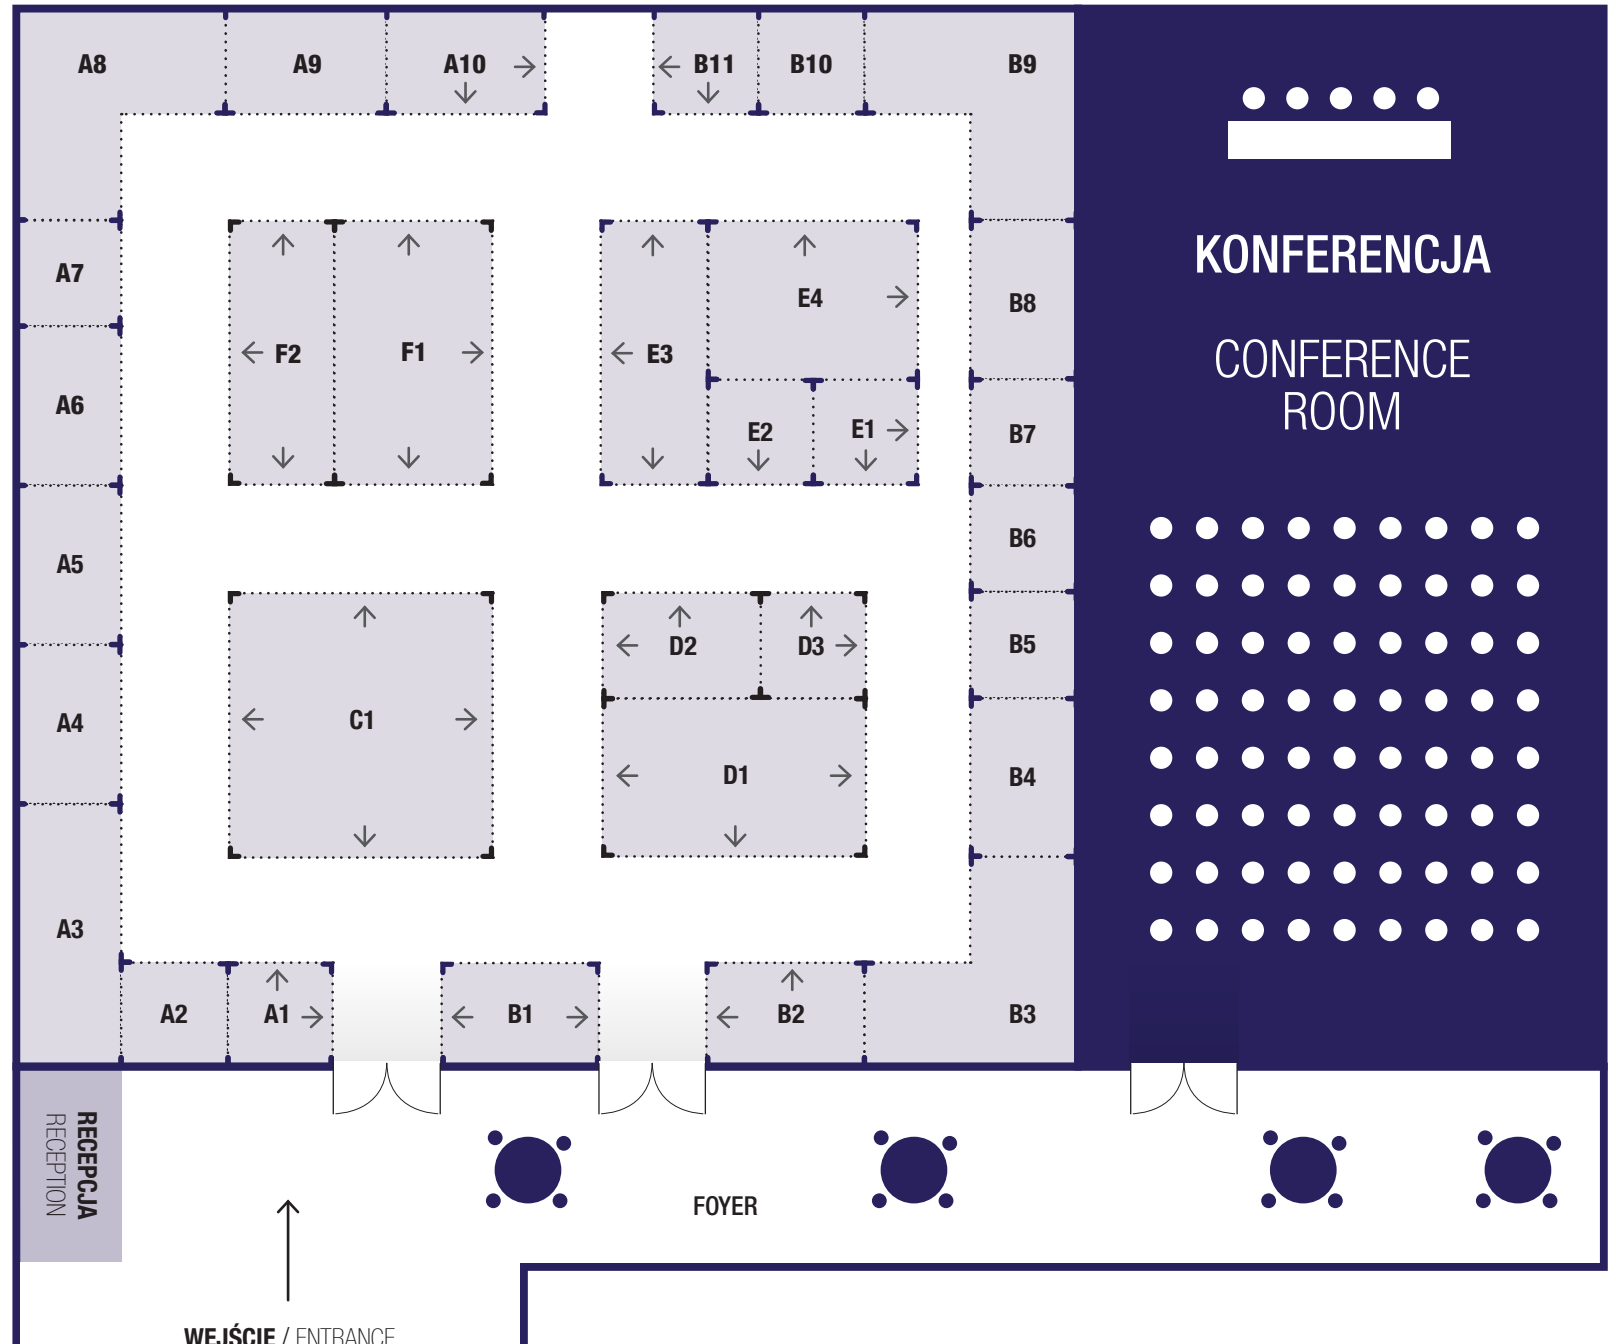 A8
A9
A10
B11
B10
B9
A7
A6
A5
A4
A3
F2
F1
E3
E4
E2
E1
B8
B7
B6
B5
B4
C1
D2
D3
D1
A2
A1
B1
B2
B3
KONFERENCJA
CONFERENCE
ROOM
RECEPCJA
RECEPTION
FOYER
WEJŚCIE / ENTRANCE